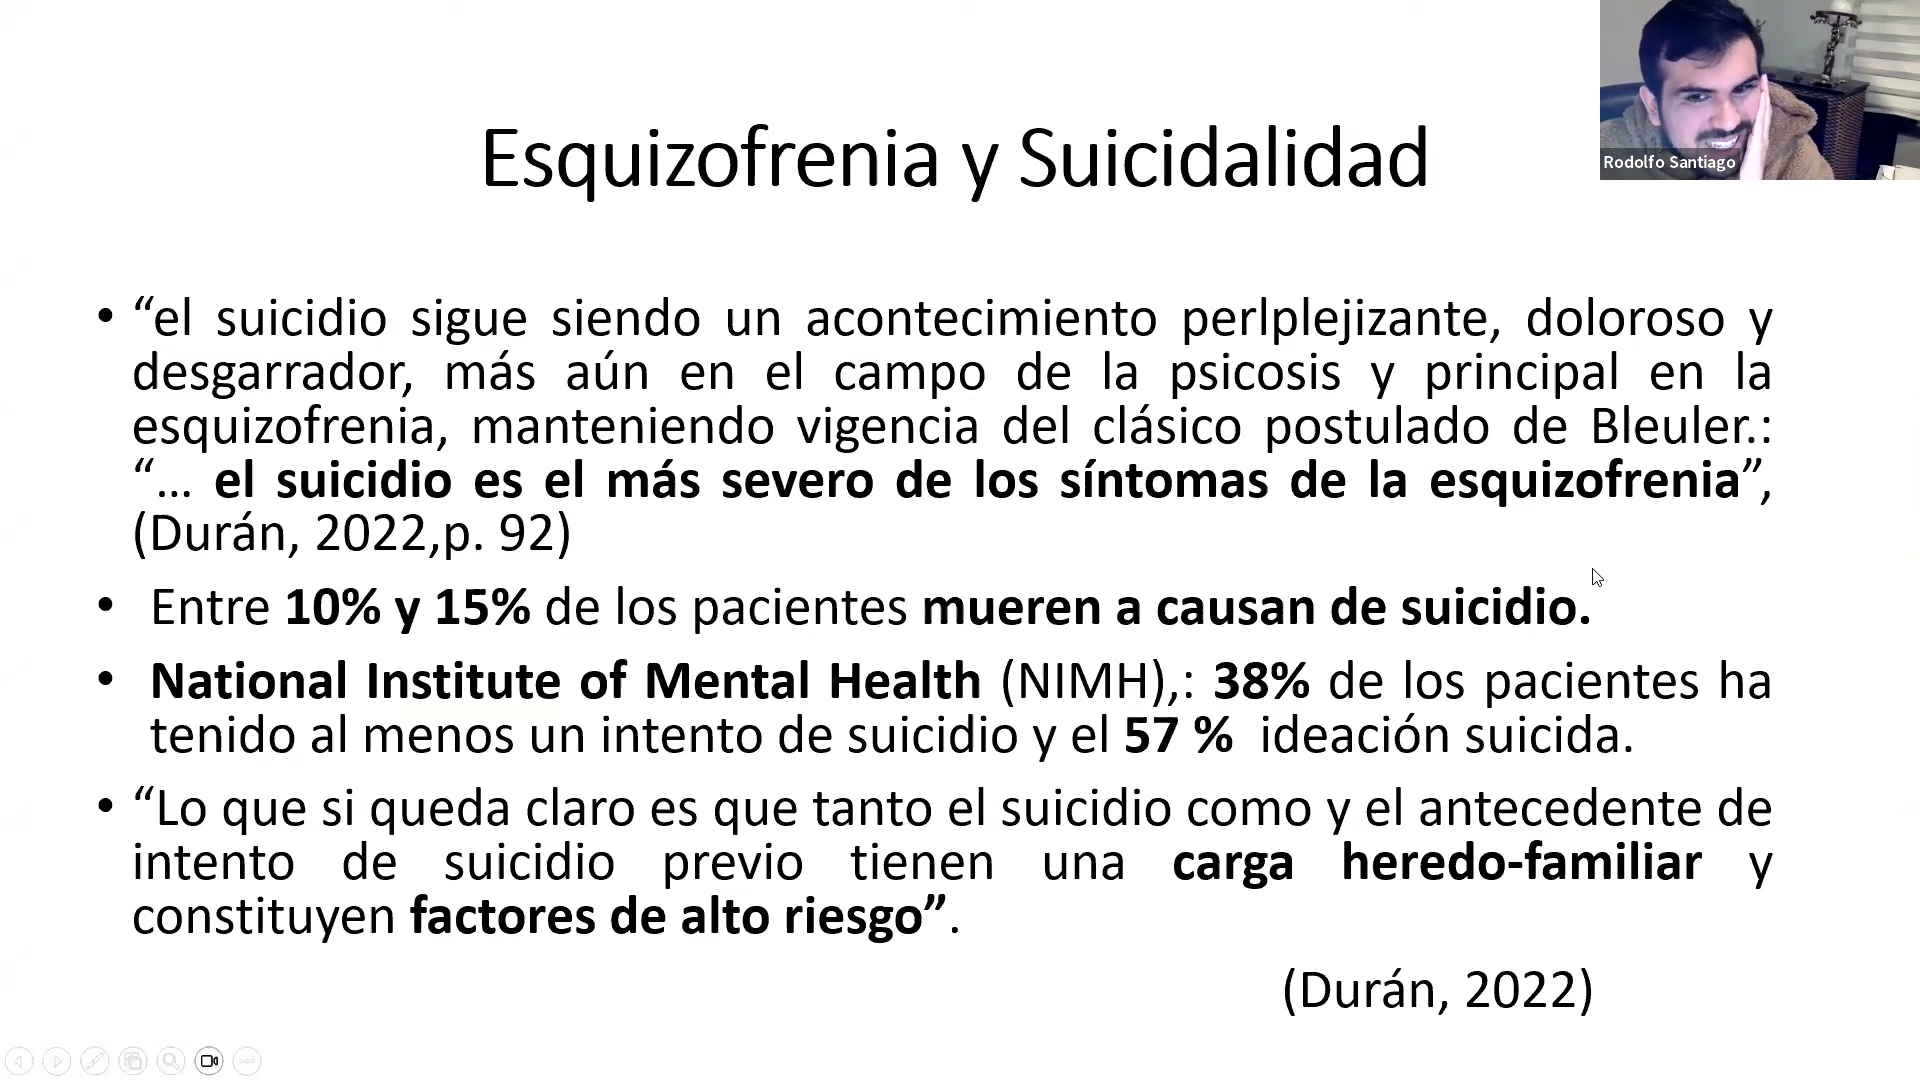 Rodolfo Santiago
Esquizofrenia y Suicidalidad
• “el suicidio sigue siendo un acontecimiento perlplejizante, doloroso y
desgarrador, más aún en el campo de la psicosis y principal en la
esquizofrenia, manteniendo vigencia del clásico postulado de Bleuler.:
“… el suicidio es el más severo de los síntomas de la esquizofrenia”,
(Durán, 2022,p. 92)
• Entre 10% y 15% de los pacientes mueren a causan de suicidio.
• National Institute of Mental Health (NIMH),: 38% de los pacientes ha
tenido al menos un intento de suicidio y el 57 % ideación suicida.
• “Lo que si queda claro es que tanto el suicidio como y el antecedente de
intento de suicidio previo tienen una carga heredo-familiar y
constituyen factores de alto riesgo”.
(Durán, 2022)